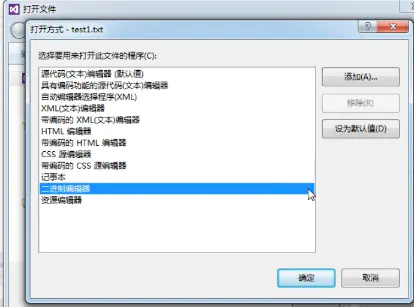 打开文件
打开方式 - test1.txt
选择要用来打开此文件的程序(C):
源代码(文本)编辑器 (默认值)
具有编码功能的源代码(文本)编辑器
自动编辑器选择程序(XML)
XML(文本)编辑器
带编码的 XML(文本)编辑器
HTML 编辑器
带编码的 HTML 编辑器
CSS 源编辑器
带编码的 CSS 源编辑器
记事本
二进制编辑器
资源编辑器
添加(A)...
移除(R)
设为默认值(D)
确定
取消